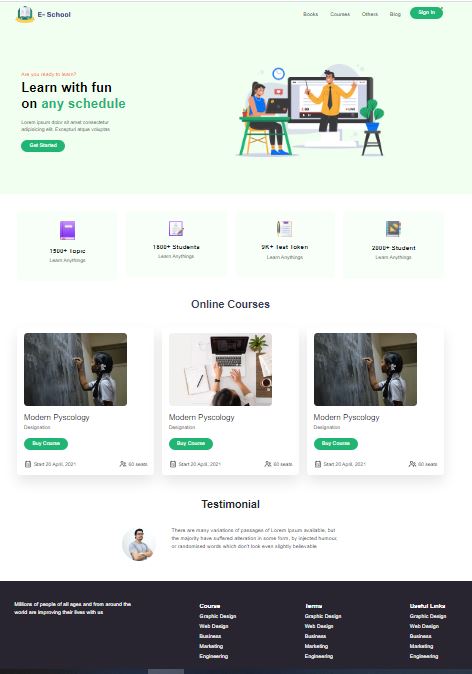 E- School
Books Courses Others Blog Sign In
Are you ready to learn?
Learn with fun
on any schedule
Lorem ipsum dolor sit amet consectetur
adipisicing elit. Excepturi atque voluptas
Get Started
1500+ Topic
Learn Anythings
1800+ Students
Learn Anythings
9K+ Test Token
Learn Anythings
2000+ Student
Learn Anythings
Online Courses
Modern Pyscology
Designation
Buy Course
Start 20 April, 2021 60 seats
Modern Pyscology
Designation
Buy Course
Start 20 April, 2021 60 seats
Modern Pyscology
Designation
Buy Course
Start 20 April, 2021 60 seats
Testimonial
There are many variations of passages of Lorem Ipsum available, but
the majority have suffered alteration in some form, by injected humour,
or randomised words which don't look even slightly believable
Millions of people of all ages and from around the
world are improving their lives with us
Course
Graphic Design
Web Design
Business
Marketing
Engineering
Terms
Graphic Design
Web Design
Business
Marketing
Engineering
Useful Links
Graphic Design
Web Design
Business
Marketing
Engineering